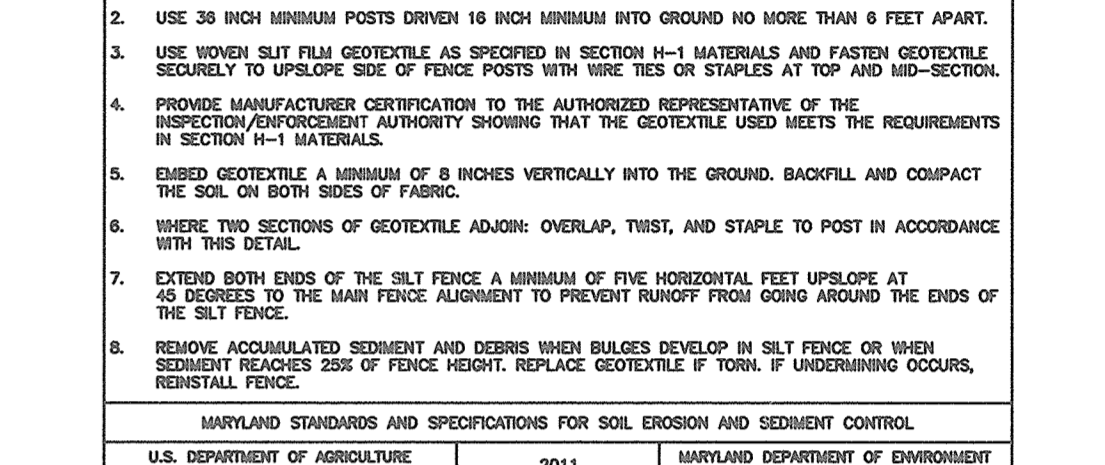 2. USE 36 INCH MINIMUM POSTS DRIVEN 16 INCH MINIMUM INTO GROUND NO MORE THAN 6 FEET APART.
3. USE WOVEN SLIT FILM GEOTEXTILE AS SPECIFIED IN SECTION H-1 MATERIALS AND FASTEN GEOTEXTILE
SECURELY TO UPSLOPE SIDE OF FENCE POSTS WITH WIRE TIES OR STAPLES AT TOP AND MID-SECTION.
4. PROVIDE MANUFACTURER CERTIFICATION TO THE AUTHORIZED REPRESENTATIVE OF THE
INSPECTION/ENFORCEMENT AUTHORITY SHOWING THAT THE GEOTEXTILE USED MEETS THE REQUIREMENTS
IN SECTION H-1 MATERIALS.
5. EMBED GEOTEXTILE A MINIMUM OF 8 INCHES VERTICALLY INTO THE GROUND. BACKFILL AND COMPACT
THE SOIL ON BOTH SIDES OF FABRIC.
6. WHERE TWO SECTIONS OF GEOTEXTILE ADJOIN: OVERLAP, TWIST, AND STAPLE TO POST IN ACCORDANCE
WITH THIS DETAIL.
7. EXTEND BOTH ENDS OF THE SILT FENCE A MINIMUM OF FIVE HORIZONTAL FEET UPSLOPE AT
45 DEGREES TO THE MAIN FENCE ALIGNMENT TO PREVENT RUNOFF FROM GOING AROUND THE ENDS OF
THE SILT FENCE.
8. REMOVE ACCUMULATED SEDIMENT AND DEBRIS WHEN BULGES DEVELOP IN SILT FENCE OR WHEN
SEDIMENT REACHES 25% OF FENCE HEIGHT. REPLACE GEOTEXTILE IF TORN. IF UNDERMINING OCCURS,
REINSTALL FENCE.
MARYLAND STANDARDS AND SPECIFICATIONS FOR SOIL EROSION AND SEDIMENT CONTROL
U.S. DEPARTMENT OF AGRICULTURE
2011
MARYLAND DEPARTMENT OF ENVIRONMENT